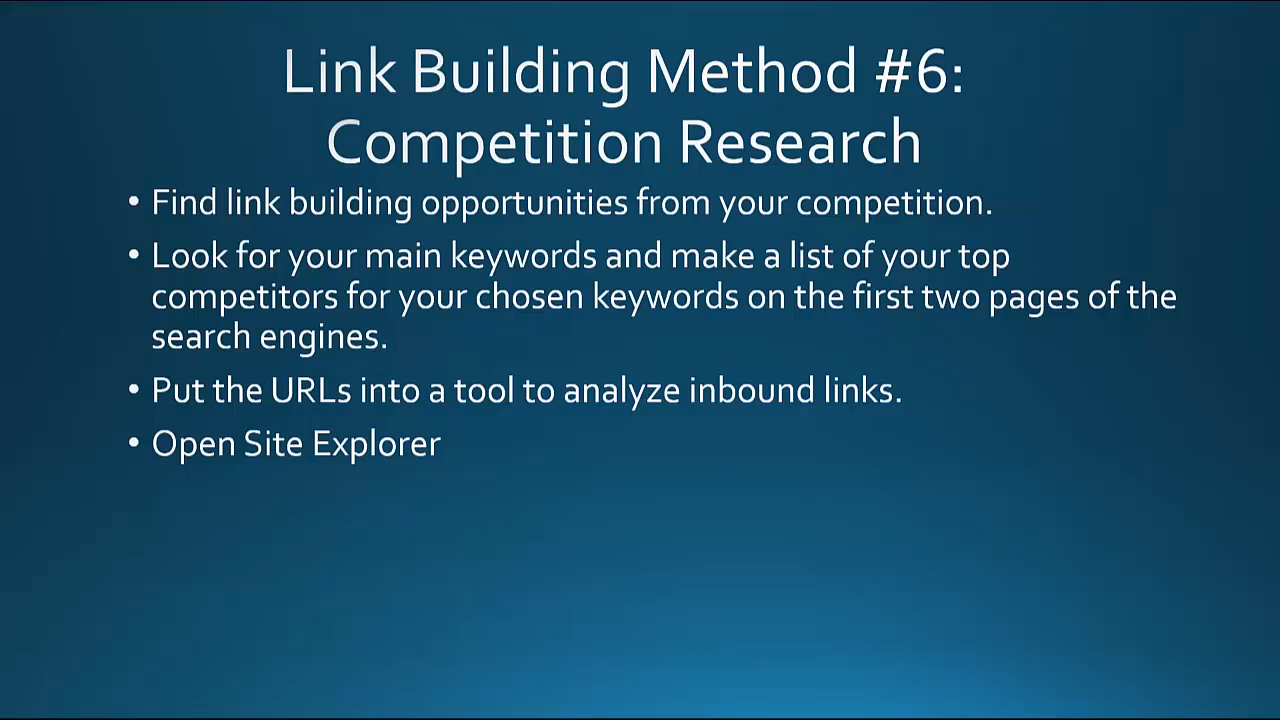 Link Building Method #6:
Competition Research
• Find link building opportunities from your competition.
• Look for your main keywords and make a list of your top
competitors for your chosen keywords on the first two pages of the
search engines.
• Put the URLs into a tool to analyze inbound links.
• Open Site Explorer